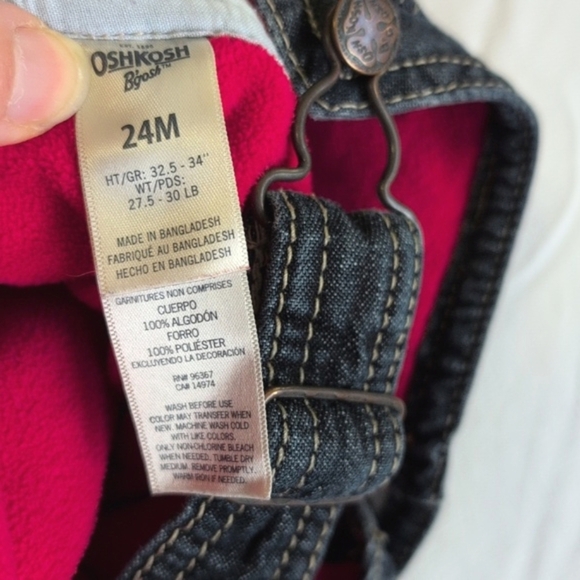 EST. 1895
OSHKOSH
B'gosh™
24M
HT/GR: 32.5 - 34"
WT/PDS:
27.5 - 30 LB
MADE IN BANGLADESH
FABRIQUÉ AU BANGLADESH
HECHO EN BANGLADESH
GARNITURES NON COMPRISES
CUERPO
100% ALGODÓN
FORRO
100% POLIÉSTER
EXCLUYENDO LA DECORACIÓN
RN# 96367
CA# 14974
WASH BEFORE USE
COLOR MAY TRANSFER WHEN
NEW. MACHINE WASH COLD
WITH LIKE COLORS.
ONLY NON-CHLORINE BLEACH
WHEN NEEDED. TUMBLE DRY
MEDIUM. REMOVE PROMPTLY.
WARM IRON IF NEEDED.